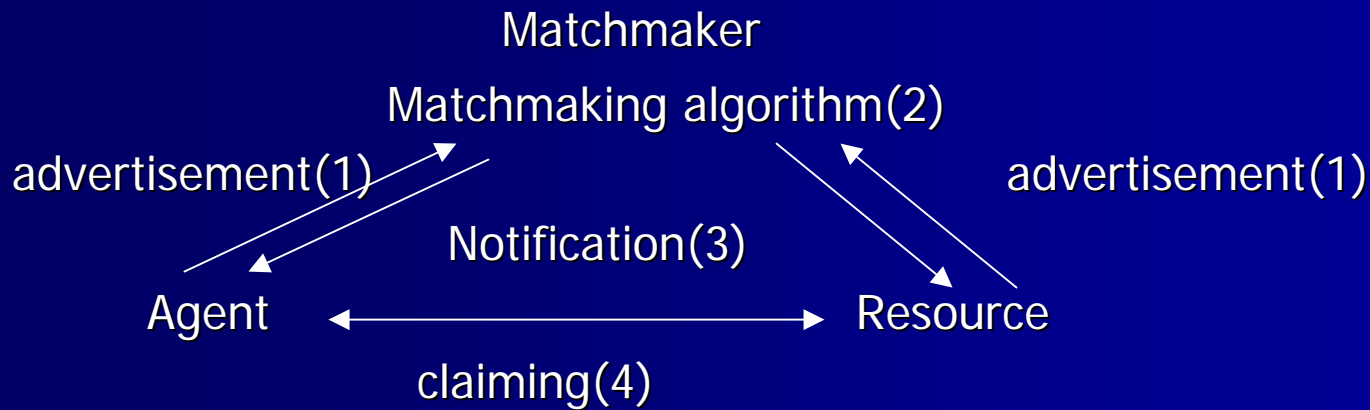 Matchmaker
Matchmaking algorithm(2)
advertisement(1)
advertisement(1)
Notification(3)
Agent
Resource
claiming(4)